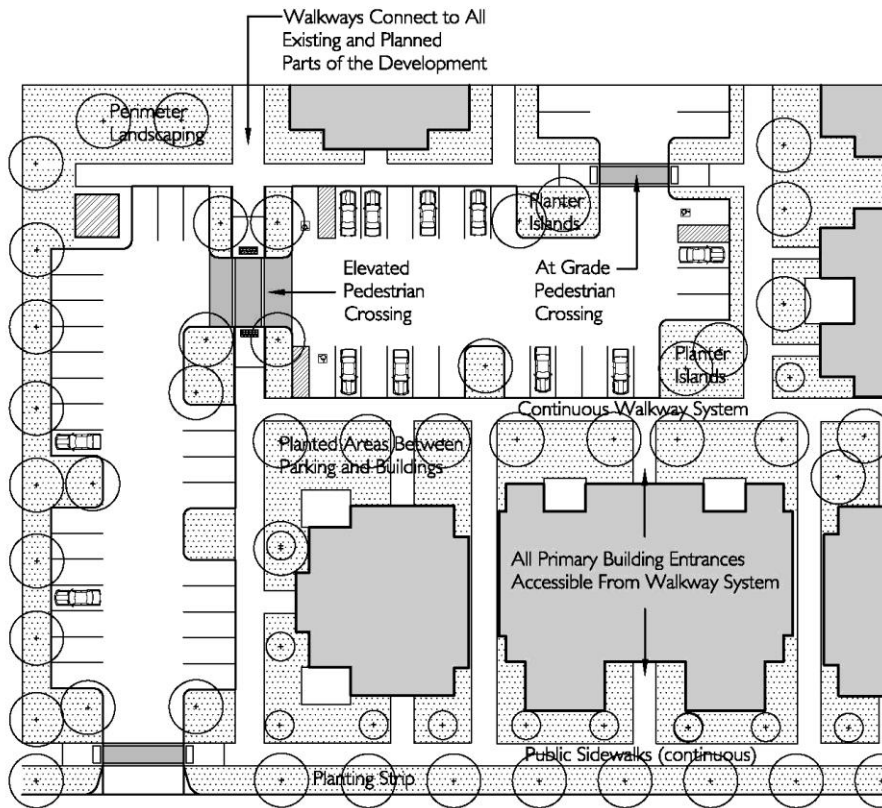 Walkways Connect to All
Existing and Planned
Parts of the Development
Perimeter
Landscaping
Planter
Islands
Elevated
Pedestrian
Crossing
At Grade
Pedestrian
Crossing
Planter
Islands
Continuous Walkway System
Planted Areas Between
Parking and Buildings
All Primary Building Entrances
Accessible From Walkway System
Public Sidewalks (continuous)
Planting Strip